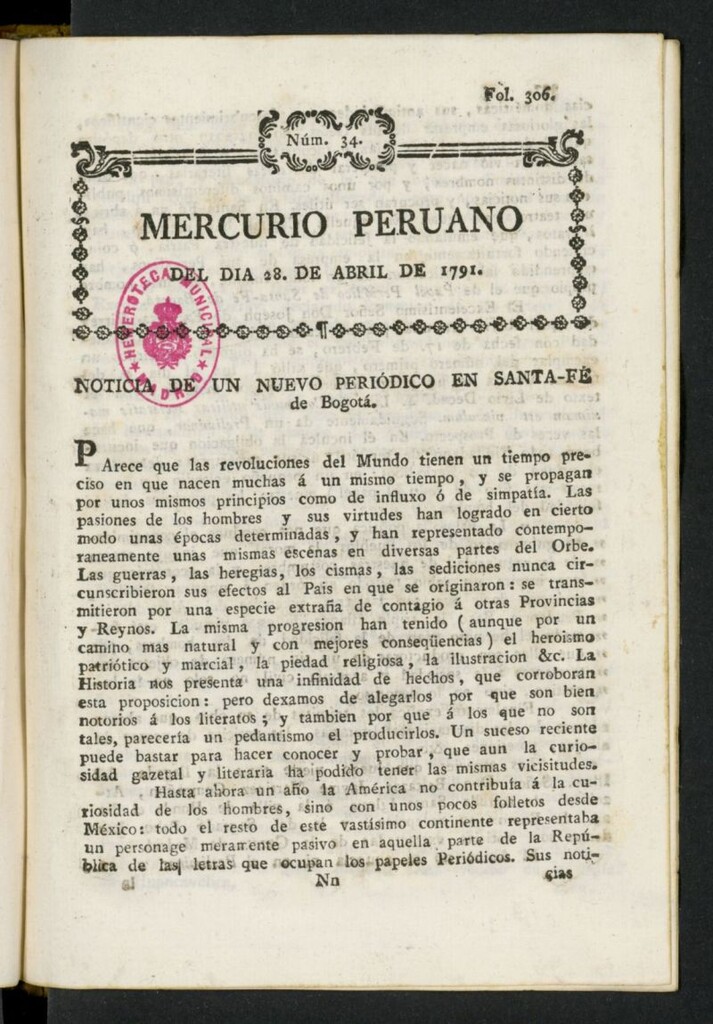 Fol. 306.
Núm. 34.
MERCURIO PERUANO
DEL DIA 28. DE ABRIL DE 1791.
HEMEROTECA MUNICIPAL
MADRID
NOTICIA DE UN NUEVO PERIÓDICO EN SANTA-FÉ
de Bogotá.
PArece que las revoluciones del Mundo tienen un tiempo pre-
ciso en que nacen muchas á un mismo tiempo, y se propagan
por unos mismos principios como de influxo ó de simpatía. Las
pasiones de los hombres y sus virtudes han logrado en cierto
modo unas épocas determinadas, y han representado contempo-
raneamente unas mismas escenas en diversas partes del Orbe.
Las guerras, las heregias, los cismas, las sediciones nunca cir-
cunscribieron sus efectos al Pais en que se originaron: se trans-
mitieron por una especie extraña de contagio á otras Provincias
y Reynos. La misma progresion han tenido (aunque por un
camino mas natural y con mejores conseqüencias) el heroismo
patriótico y marcial, la piedad religiosa, la ilustracion &c. La
Historia nos presenta una infinidad de hechos, que corroboran
esta proposicion: pero dexamos de alegarlos por que son bien
notorios á los literatos; y tambien por que á los que no son
tales, parecería un pedantismo el producirlos. Un suceso reciente
puede bastar para hacer conocer y probar, que aun la curio-
sidad gazetal y literaria ha podido tener las mismas vicisitudes.
Hasta ahora un año la América no contribuía á la cu-
riosidad de los hombres, sino con unos pocos folletos desde
México: todo el resto de este vastísimo continente representaba
un personage meramente pasivo en aquella parte de la Repú-
blica de las letras que ocupan los papeles Periódicos. Sus noti-
Nn
cias